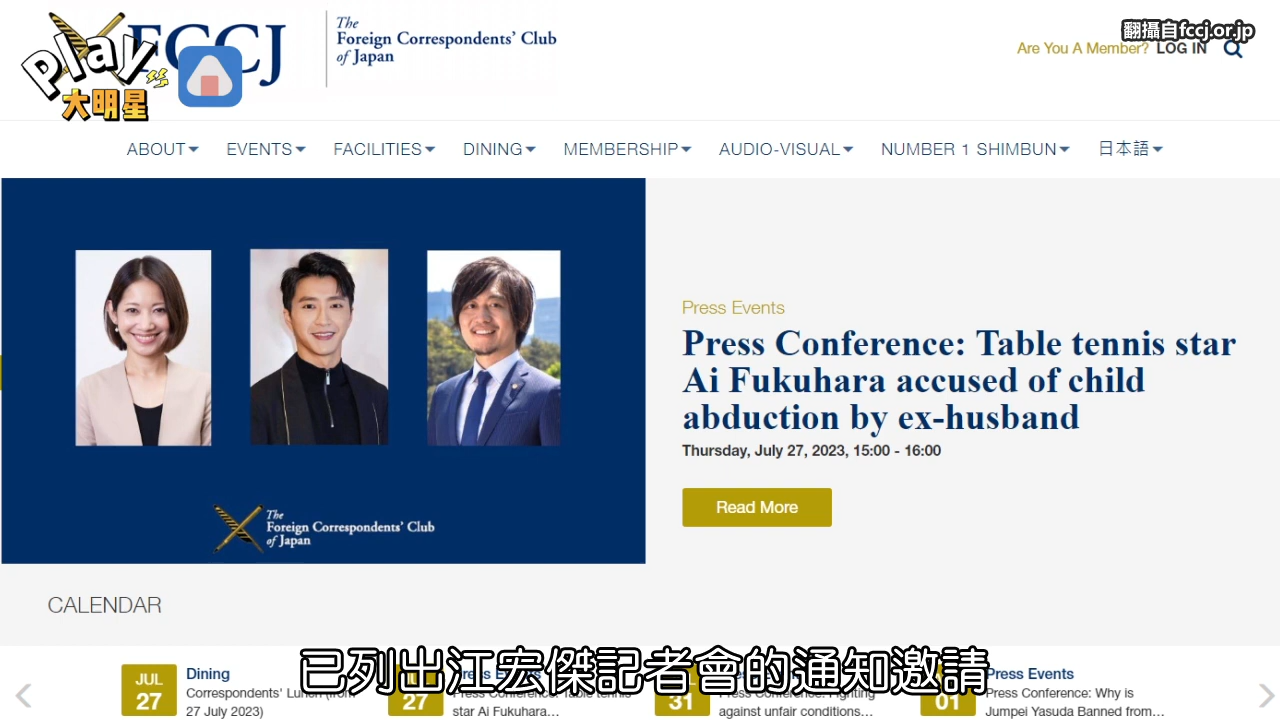 FCCJ
The
Foreign Correspondents' Club
of Japan
Play
大明星
翻攝自fccj.or.jp
Are You A Member? LOG IN
ABOUT EVENTS FACILITIES DINING MEMBERSHIP AUDIO-VISUAL NUMBER 1 SHIMBUN 日本語
Press Events
Press Conference: Table tennis star
Ai Fukuhara accused of child
abduction by ex-husband
Thursday, July 27, 2023, 15:00 - 16:00
Read More
The
Foreign Correspondents' Club
of Japan
CALENDAR
JUL
27
Dining
Correspondents' Lunch (from
27 July 2023)
27
Press Conference: Table tennis
star Ai Fukuhara...
31
Press Conference: Fighting
against unfair conditions...
01
Press Events
Press Conference: Why is
Jumpei Yasuda Banned from...
已列出江宏傑記者會的通知邀請